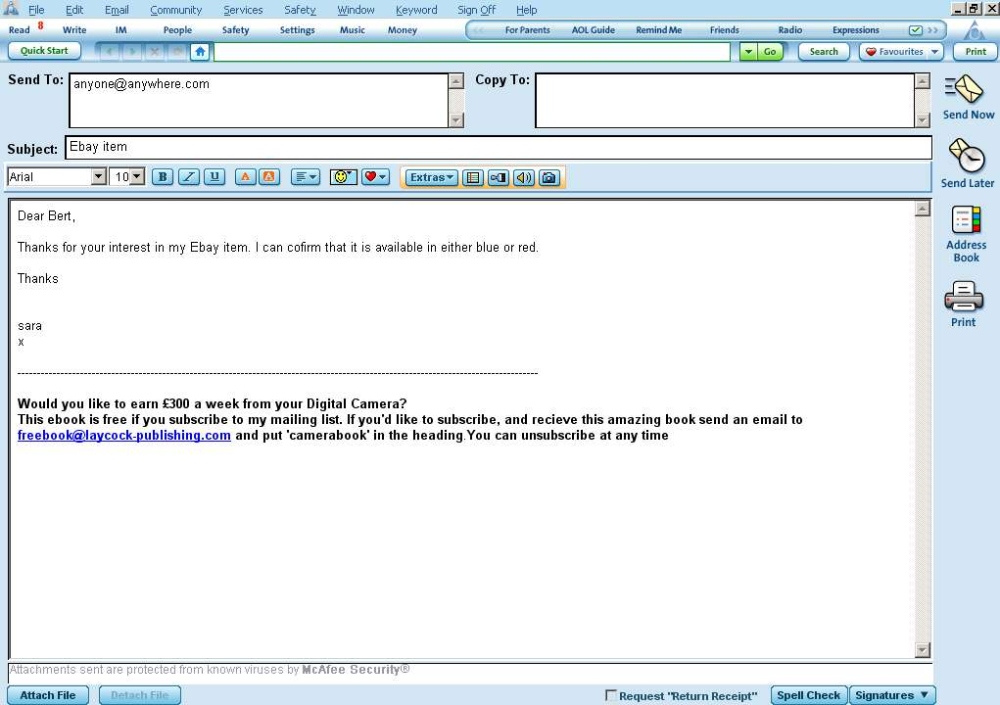 File Edit Email Community Services Safety Window Keyword Sign Off Help
Read 8 Write IM People Safety Settings Music Money << For Parents AOL Guide Remind Me Friends Radio Expressions >>
Quick Start Go Search Favourites Print
Send To: anyone@anywhere.com Copy To:
Send Now
Subject: Ebay item
Arial 10 B I U A A Extras
Send Later
Dear Bert,
Thanks for your interest in my Ebay item. I can cofirm that it is available in either blue or red.
Address
Book
Thanks
Print
sara
x
--------------------------------------------------------------------------------------------------------------------------------------
Would you like to earn £300 a week from your Digital Camera?
This ebook is free if you subscribe to my mailing list. If you'd like to subscribe, and recieve this amazing book send an email to
freebook@laycock-publishing.com and put 'camerabook' in the heading.You can unsubscribe at any time
Attachments sent are protected from known viruses by McAfee Security®
Attach File Detach File Request "Return Receipt" Spell Check Signatures